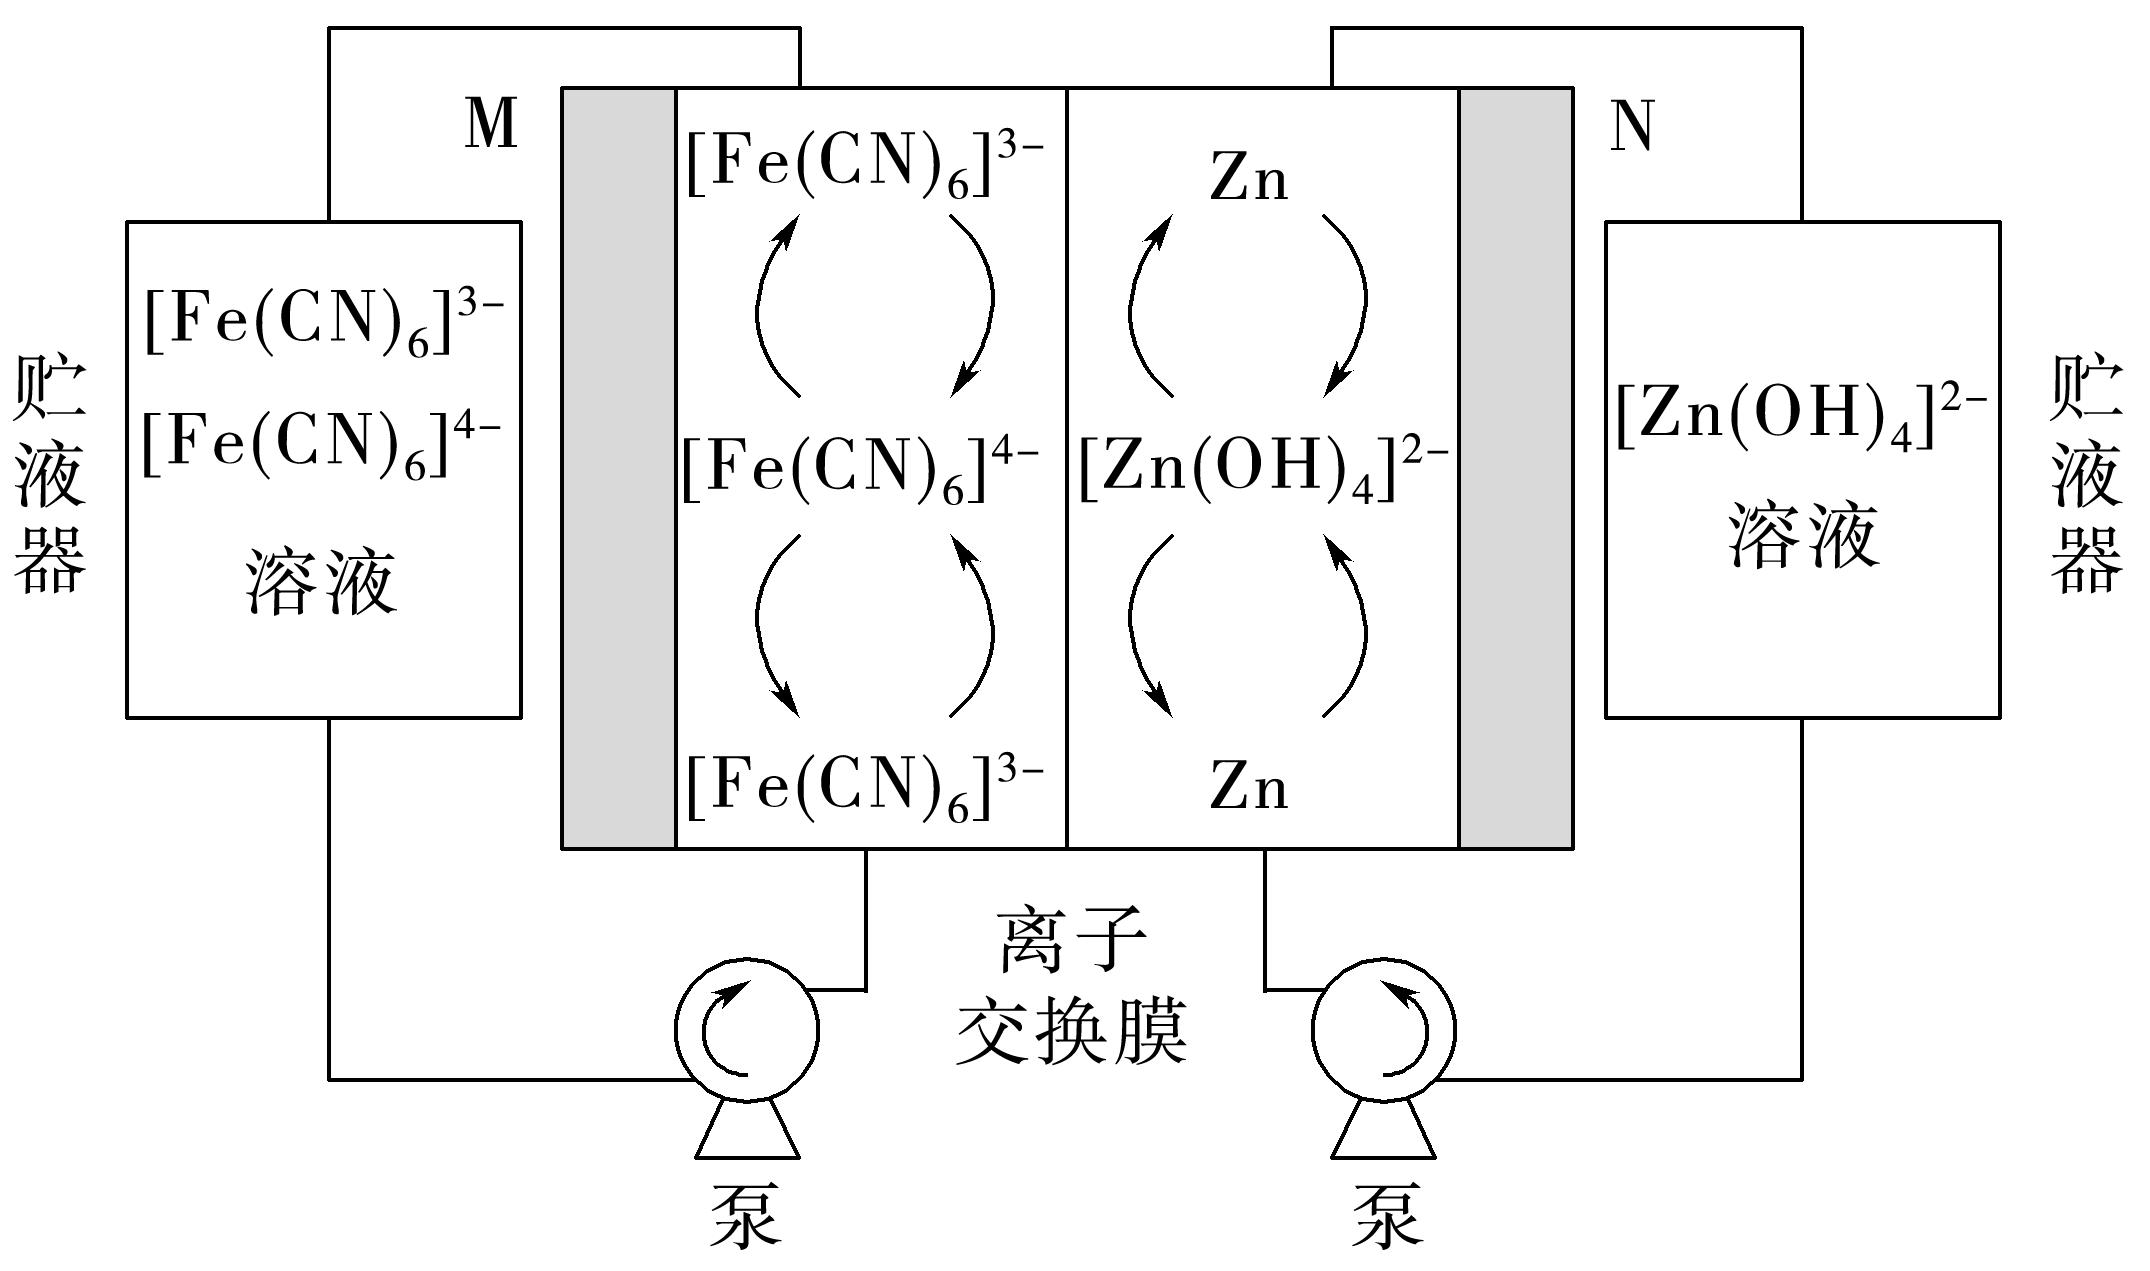 M
N
[Fe(CN)₆]³⁻
Zn
[Fe(CN)₆]³⁻
[Fe(CN)₆]⁴⁻
溶液
贮液器
[Fe(CN)₆]⁴⁻
[Zn(OH)₄]²⁻
[Zn(OH)₄]²⁻
溶液
贮液器
[Fe(CN)₆]³⁻
Zn
离子
交换膜
泵
泵